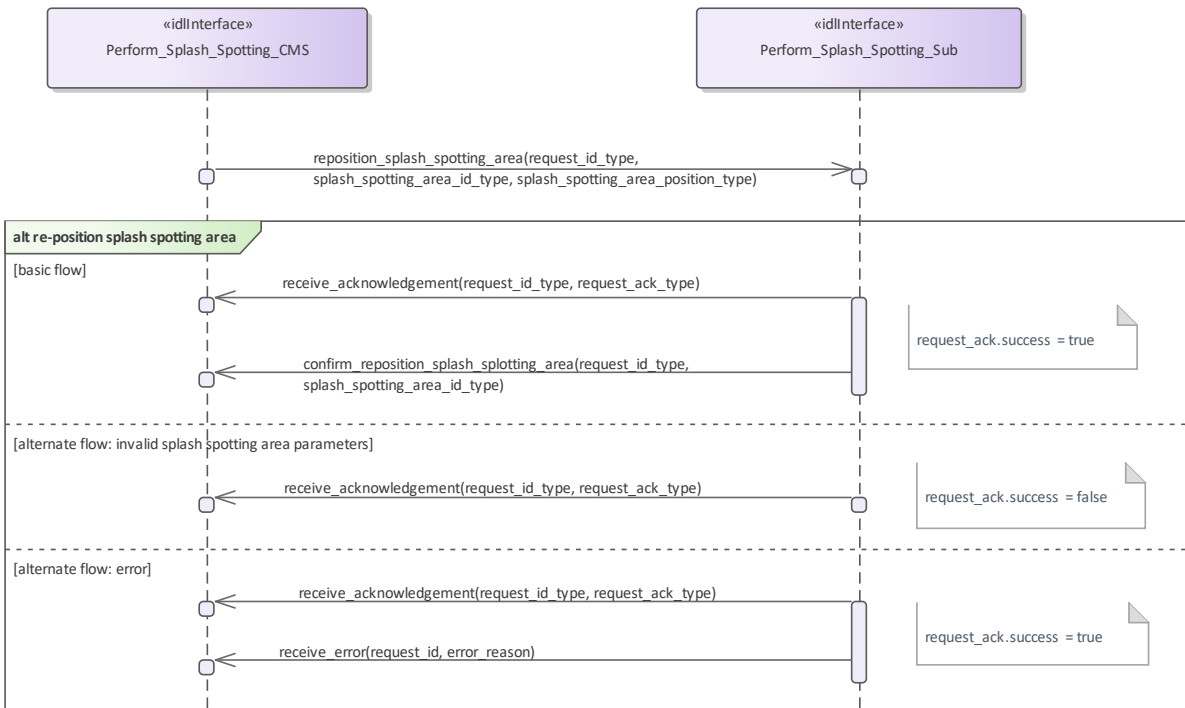 «idlInterface»
Perform_Splash_Spotting_CMS
«idlInterface»
Perform_Splash_Spotting_Sub
reposition_splash_spotting_area(request_id_type,
splash_spotting_area_id_type, splash_spotting_area_position_type)
alt re-position splash spotting area
[basic flow]
receive_acknowledgement(request_id_type, request_ack_type)
request_ack.success = true
confirm_reposition_splash_splotting_area(request_id_type,
splash_spotting_area_id_type)
[alternate flow: invalid splash spotting area parameters]
receive_acknowledgement(request_id_type, request_ack_type)
request_ack.success = false
[alternate flow: error]
receive_acknowledgement(request_id_type, request_ack_type)
request_ack.success = true
receive_error(request_id, error_reason)